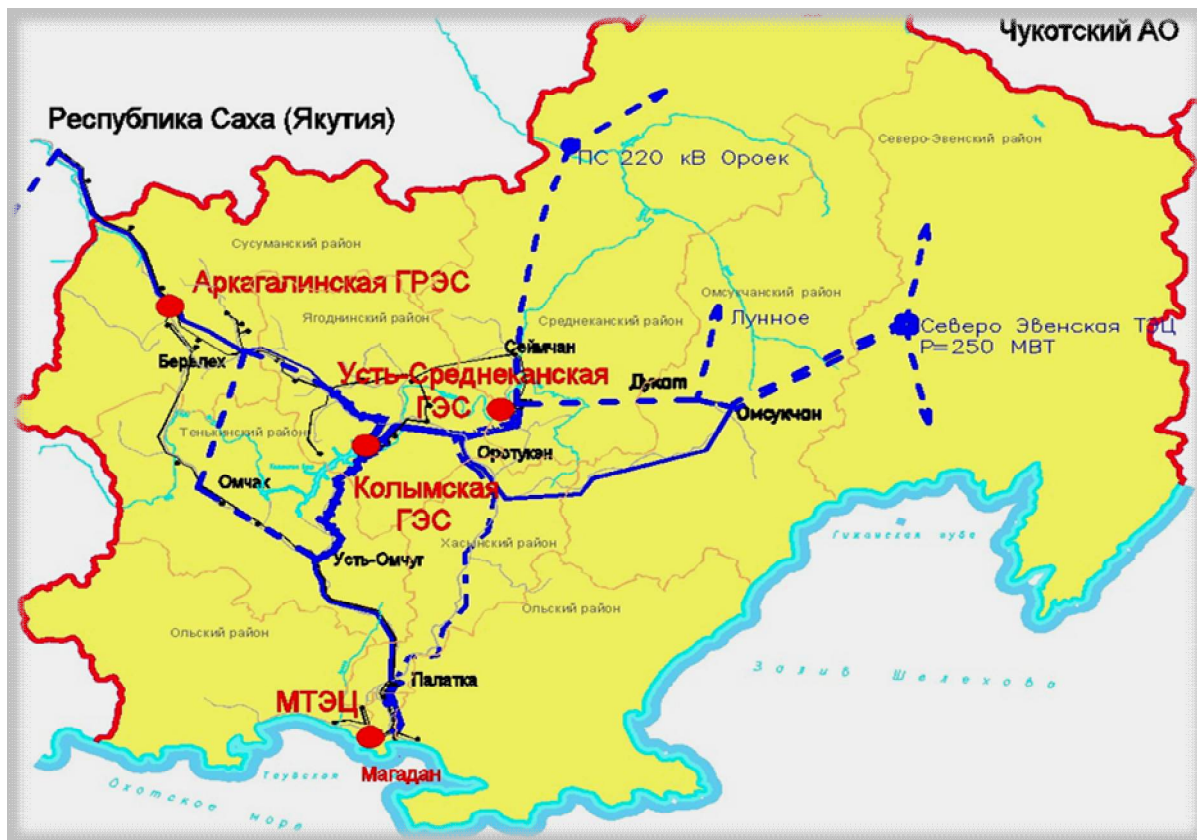 Чукотский АО
Республика Саха (Якутия)
Северо-Эвенский район
ПС 220 кВ Ороек
Сусуманский район
Аркагалинская ГРЭС
Омсукчанский район
Ягоднинский район
Среднеканский район
Лунное
Северо Эвенская ТЭЦ
P=250 МВТ
Сеймчан
Берелех
Усть-Среднеканская
ГЭС
Дукат
Омсукчан
Тенькинский район
Оротукан
Омчак
Колымская
ГЭС
Гижигинская губа
Хасынский район
Усть-Омчуг
Ольский район
Ольский район
Залив Шелехова
Палатка
МТЭЦ
Магадан
Охотское море